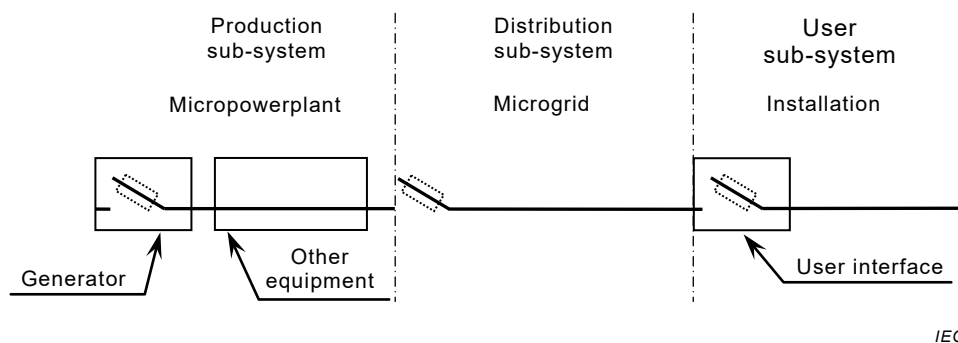 Production
sub-system
Distribution
sub-system
User
sub-system
Micropowerplant
Microgrid
Installation
Generator
Other
equipment
User interface
IEC